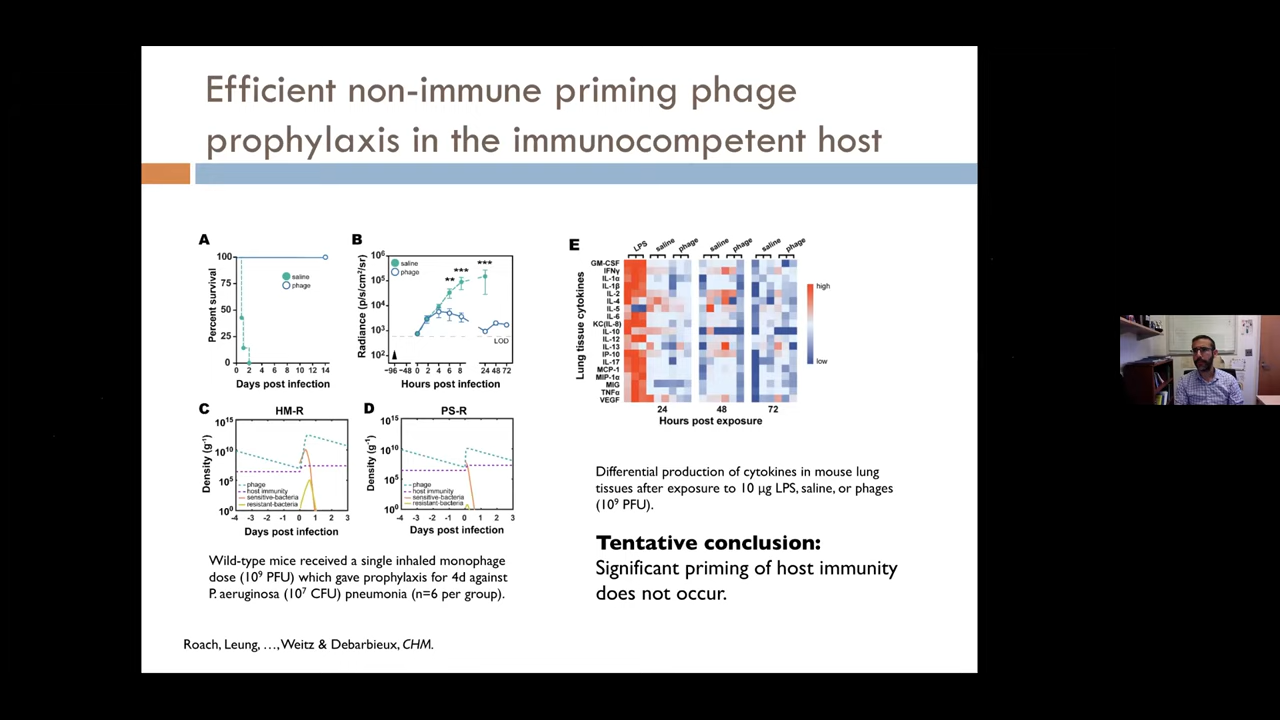 Efficient non-immune priming phage
prophylaxis in the immunocompetent host
A
Percent survival
100
75
50
25
0
saline
phage
0 2 4 6 8 10 12 14
Days post infection
B
Radiance (p/s/cm²/sr)
10⁶
10⁵
10⁴
10³
10²
saline
phage
**
***
***
LOD
-96 -48 0 2 4 6 8 24 48 72
Hours post infection
C
HM-R
Density (g⁻¹)
10¹⁵
10¹⁰
10⁵
10⁰
phage
host immunity
sensitive-bacteria
resistant-bacteria
-4 -3 -2 -1 0 1 2 3
Days post infection
D
PS-R
Density (g⁻¹)
10¹⁵
10¹⁰
10⁵
10⁰
phage
host immunity
sensitive-bacteria
resistant-bacteria
-4 -3 -2 -1 0 1 2 3
Days post infection
Wild-type mice received a single inhaled monophage
dose (10⁹ PFU) which gave prophylaxis for 4d against
P. aeruginosa (10⁷ CFU) pneumonia (n=6 per group).
E
LPS saline phage saline phage saline phage
Lung tissue cytokines
GM-CSF
IFNγ
IL-1α
IL-1β
IL-2
IL-4
IL-5
IL-6
KC(IL-8)
IL-10
IL-12
IL-13
IP-10
IL-17
MCP-1
MIP-1α
MIG
TNFα
VEGF
24 48 72
Hours post exposure
high
low
Differential production of cytokines in mouse lung
tissues after exposure to 10 μg LPS, saline, or phages
(10⁹ PFU).
Tentative conclusion:
Significant priming of host immunity
does not occur.
Roach, Leung, …, Weitz & Debarbieux, CHM.